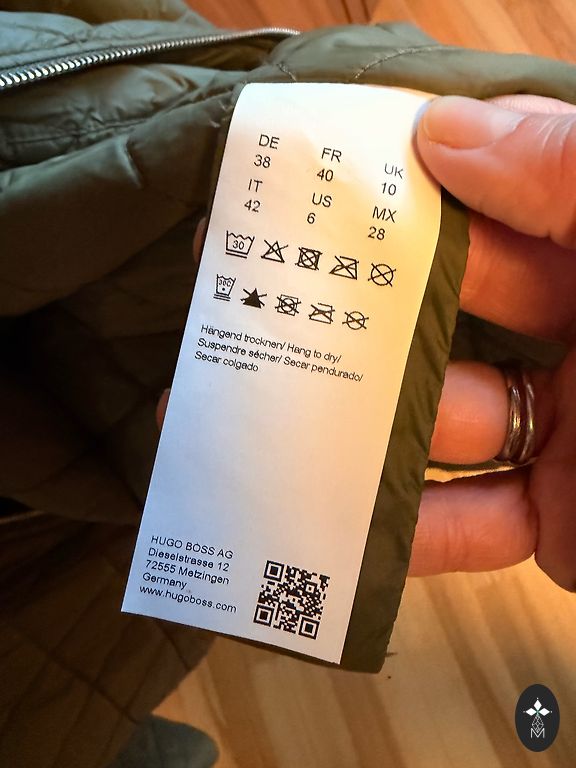 DE FR UK
38 40 10
IT US MX
42 6 28
30
30C
Hängend trocknen/ Hang to dry/
Suspendre sécher/ Secar pendurado/
Secar colgado
HUGO BOSS AG
Dieselstrasse 12
72555 Metzingen
Germany
www.hugoboss.com
M